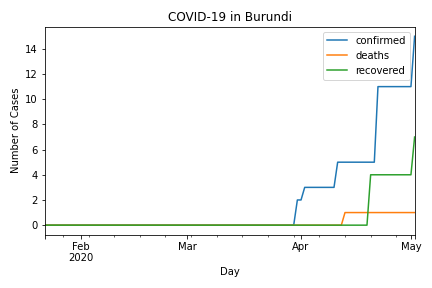 COVID-19 in Burundi
confirmed
deaths
recovered
Number of Cases
14
12
10
8
6
4
2
0
Feb
2020
Mar
Apr
May
Day